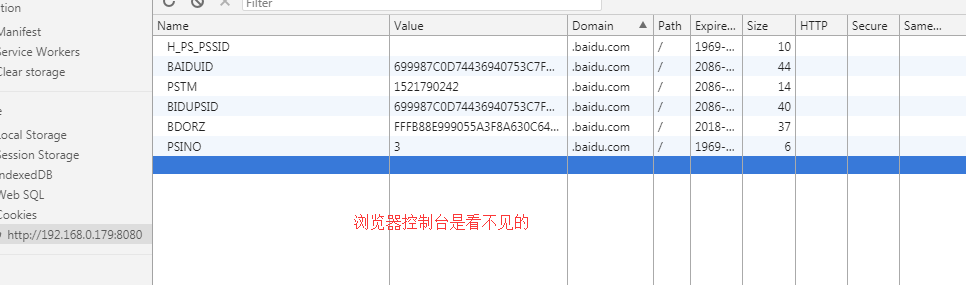 tion
Filter
Manifest
Service Workers
Clear storage
e
Local Storage
Session Storage
IndexedDB
Web SQL
Cookies
http://192.168.0.179:8080
Name Value Domain Path Expire... Size HTTP Secure Same...
H_PS_PSSID .baidu.com / 1969-... 10
BAIDUID 699987C0D74436940753C7F... .baidu.com / 2086-... 44
PSTM 1521790242 .baidu.com / 2086-... 14
BIDUPSID 699987C0D74436940753C7F... .baidu.com / 2086-... 40
BDORZ FFFB88E999055A3F8A630C64... .baidu.com / 2018-... 37
PSINO 3 .baidu.com / 1969-... 6
浏览器控制台是看不见的